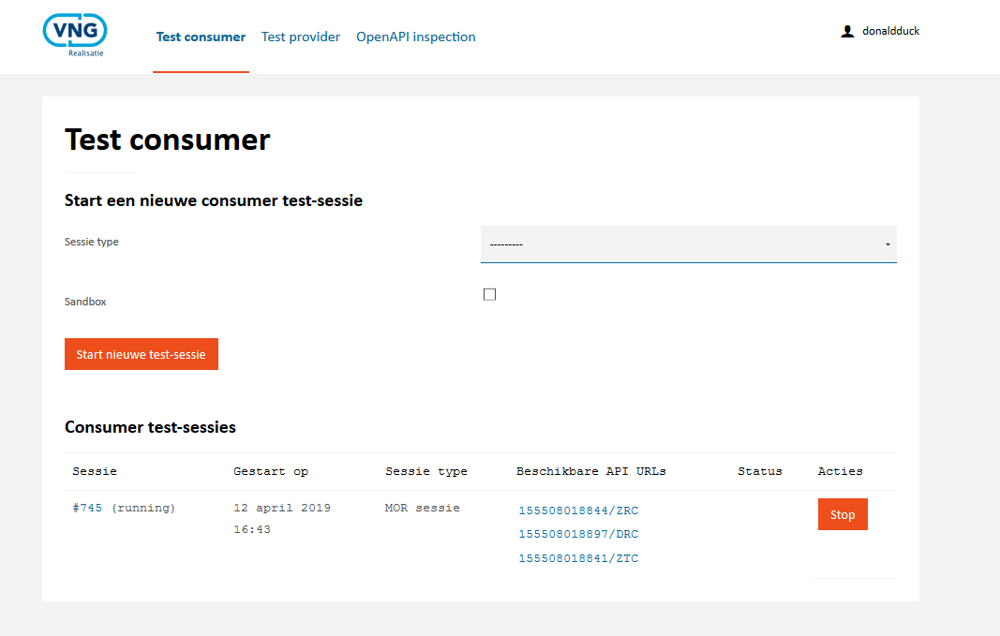 VNG
Realisatie
Test consumer Test provider OpenAPI inspection
donaldduck
Test consumer
Start een nieuwe consumer test-sessie
Sessie type
---------
Sandbox
Start nieuwe test-sessie
Consumer test-sessies
Sessie Gestart op Sessie type Beschikbare API URLs Status Acties
#745 (running) 12 april 2019 MOR sessie 155508018844/ZRC Stop
16:43
155508018897/DRC
155508018841/ZTC